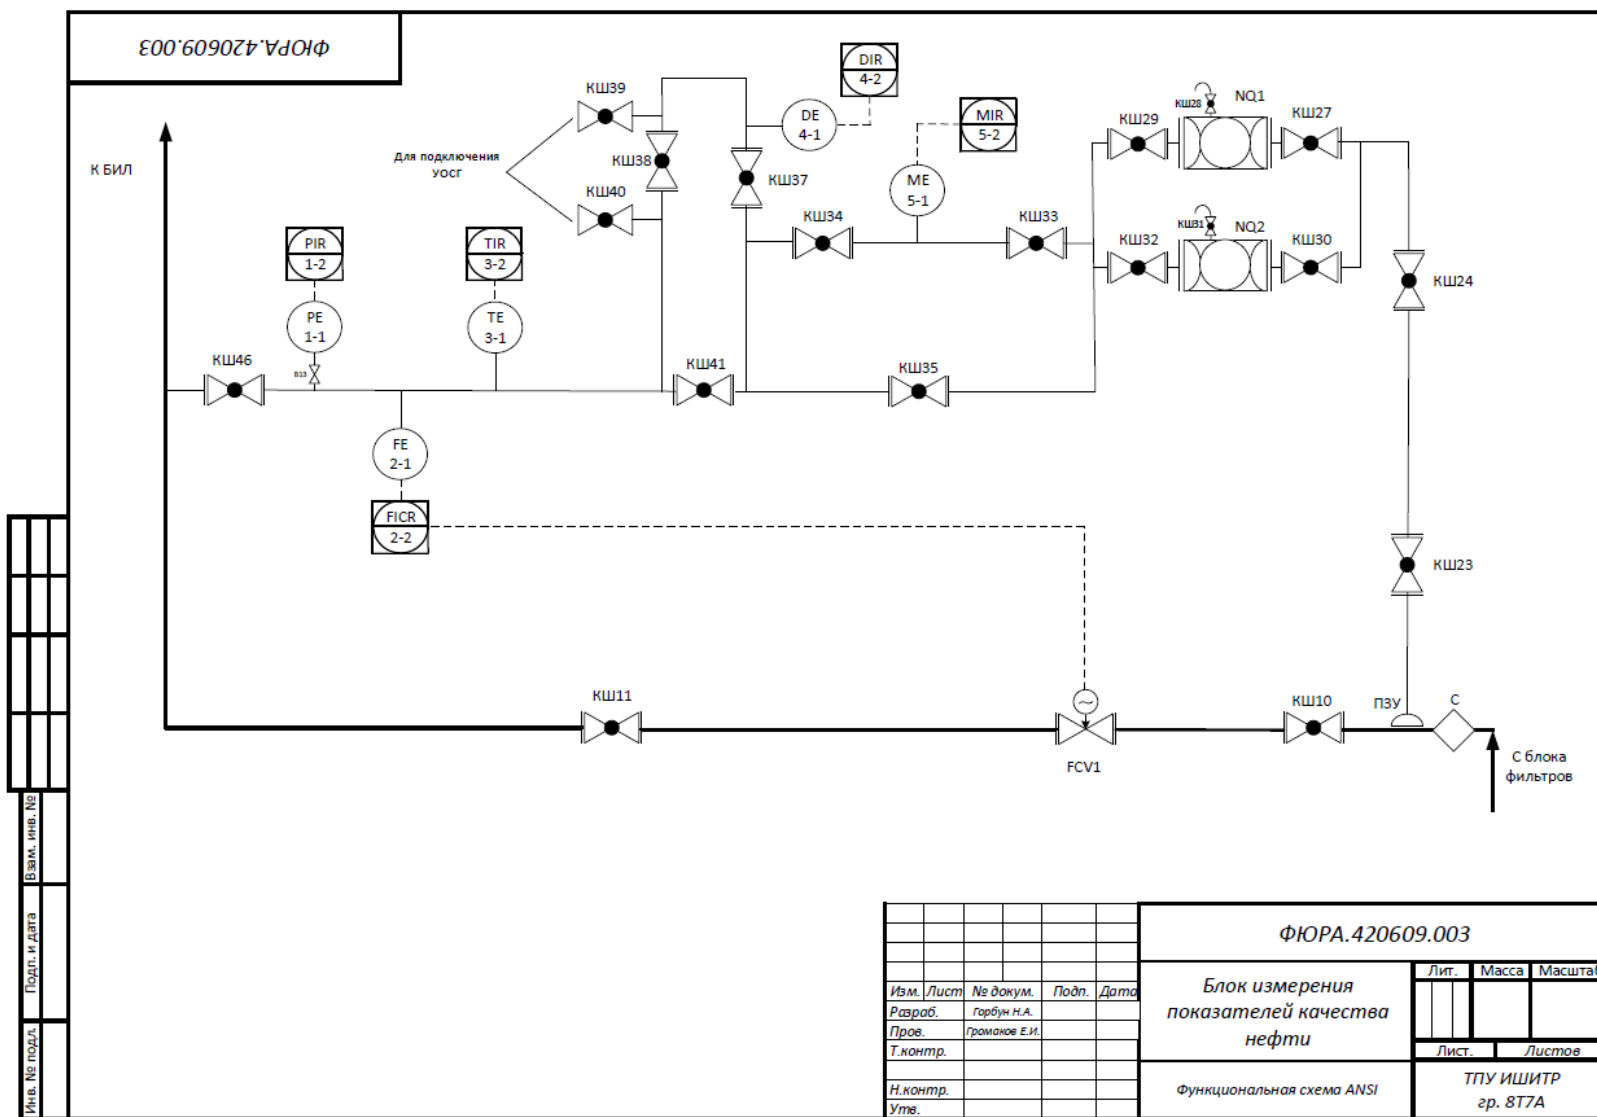 ФЮРА.420609.003
К БИЛ
Для подключения
УОСГ
КШ39
КШ38
КШ40
КШ37
DE
4-1
DIR
4-2
MIR
5-2
ME
5-1
КШ34
КШ33
КШ29
КШ28
NQ1
КШ27
КШ32
КШ31
NQ2
КШ30
КШ24
PIR
1-2
PE
1-1
В13
TIR
3-2
TE
3-1
КШ46
КШ41
КШ35
FE
2-1
FICR
2-2
КШ23
КШ11
FCV1
КШ10
ПЗУ
С
С блока
фильтров
Взам. инв. №
Подп. и дата
Инв. № подл.
ФЮРА.420609.003
Изм. Лист № докум. Подп. Дата
Разраб. Горбун Н.А.
Пров. Громаков Е.И.
Т.контр.
Н.контр.
Утв.
Блок измерения
показателей качества
нефти
Функциональная схема ANSI
Лит. Масса Масштаб
Лист. Листов
ТПУ ИШИТР
гр. 8Т7А